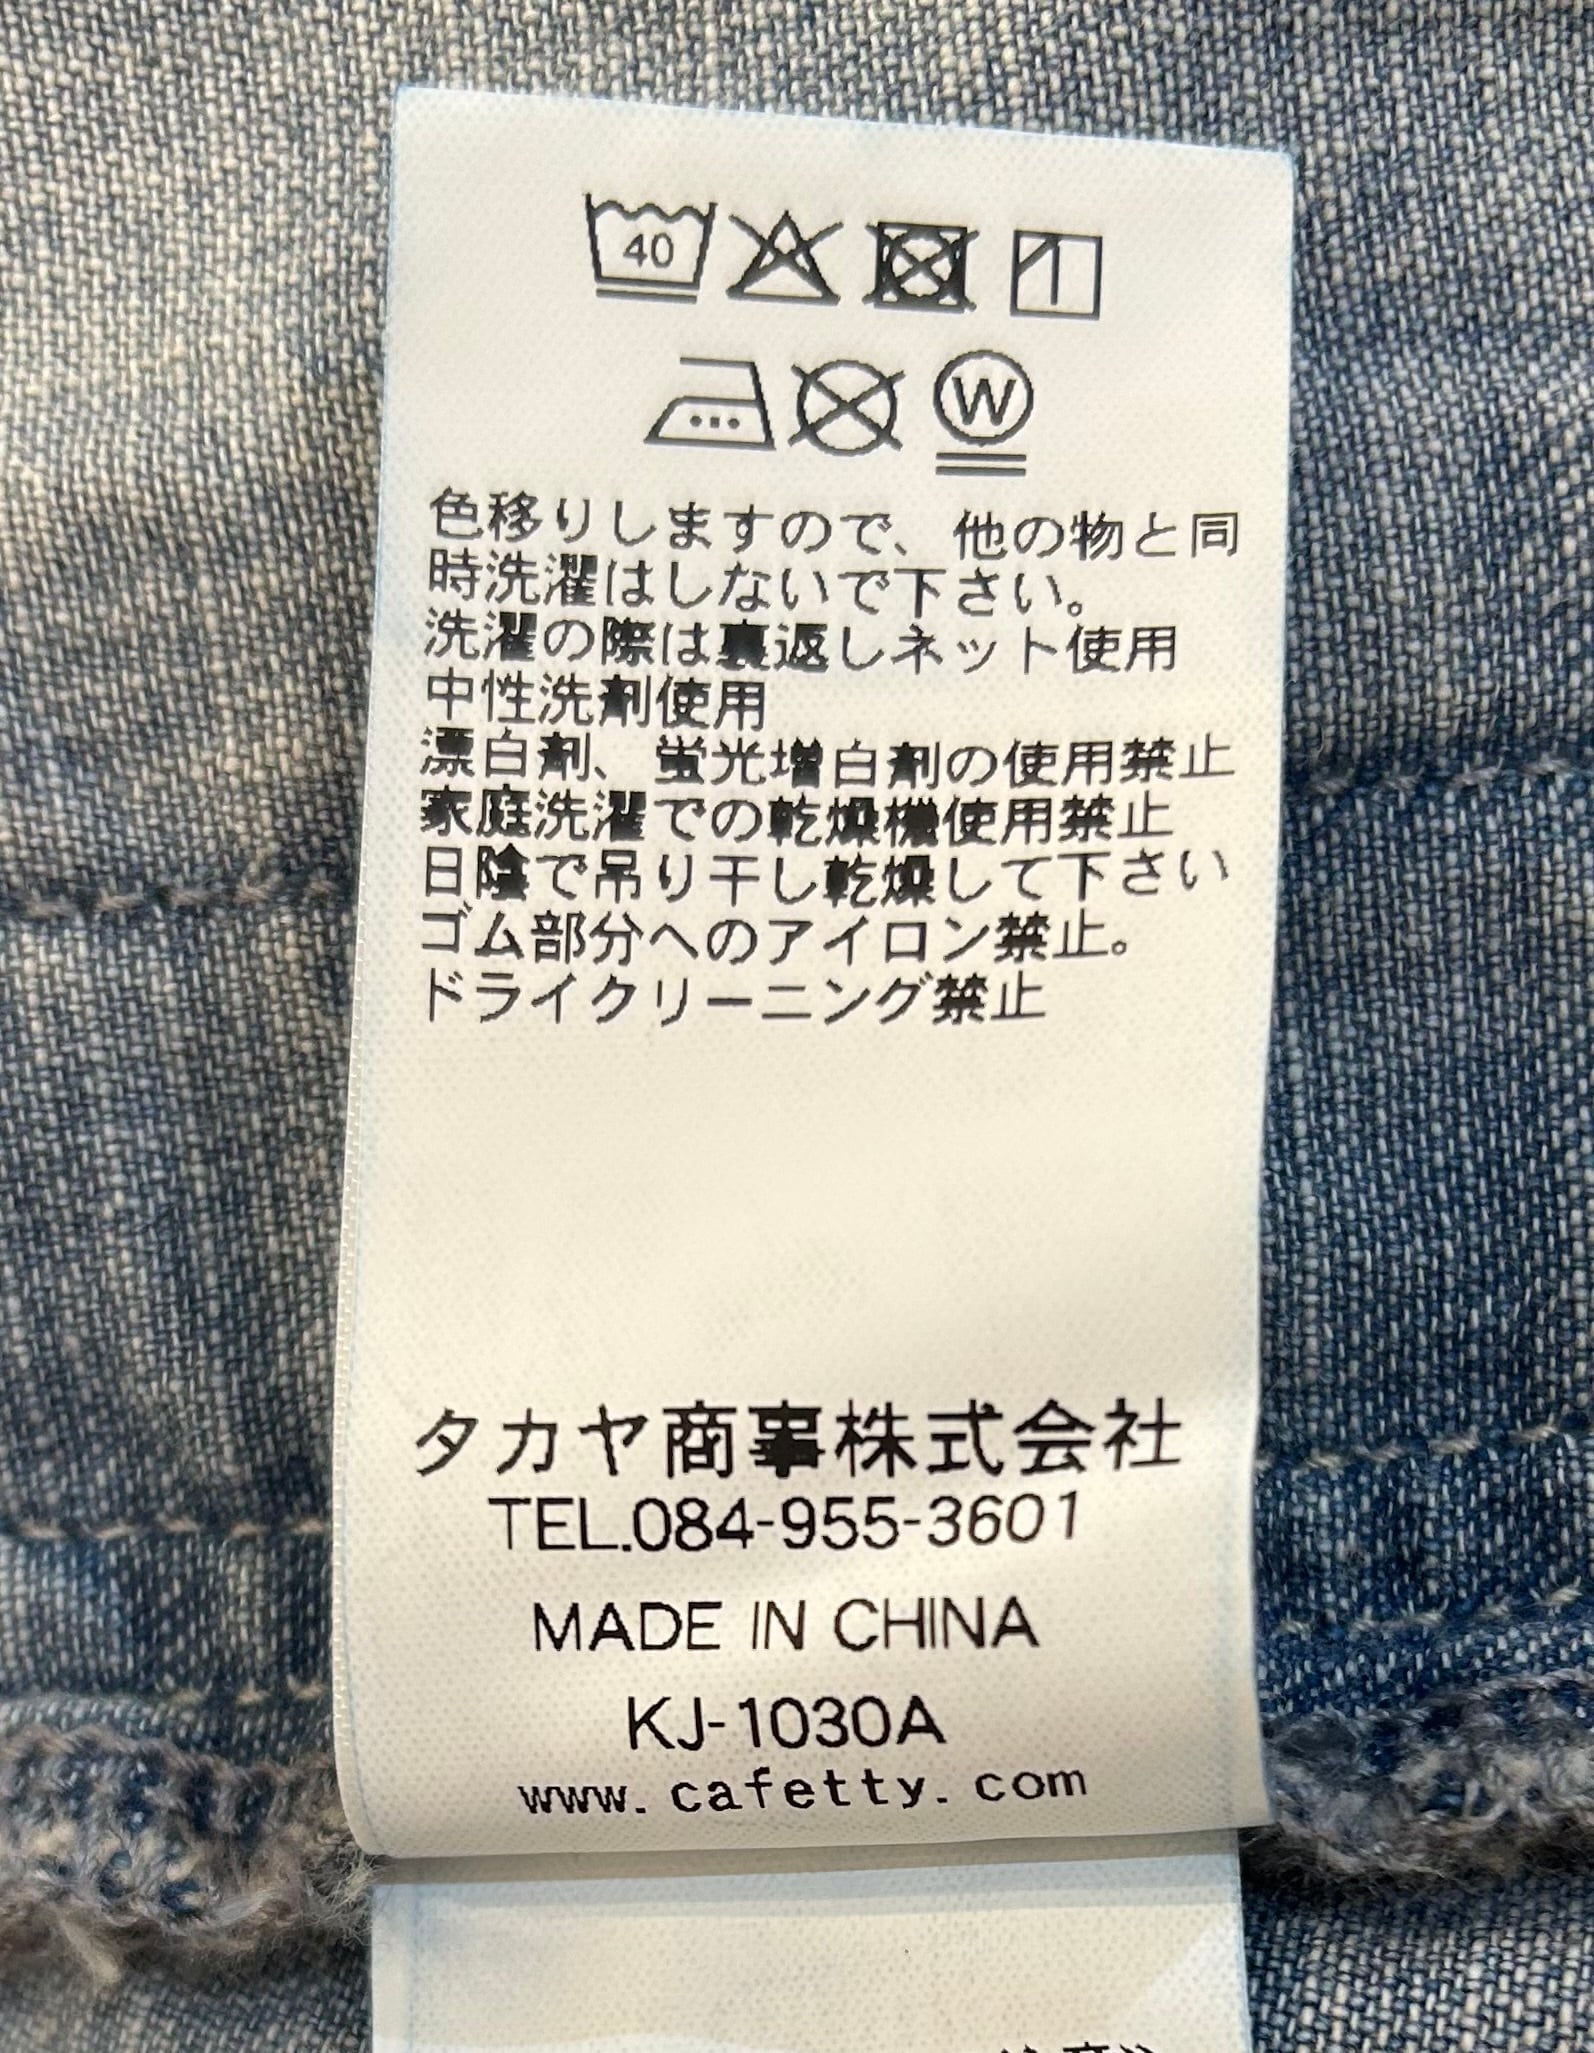 40
W
色移りしますので、他の物と同
時洗濯はしないで下さい。
洗濯の際は裏返しネット使用
中性洗剤使用
漂白剤、蛍光増白剤の使用禁止
家庭洗濯での乾燥機使用禁止
日陰で吊り干し乾燥して下さい
ゴム部分へのアイロン禁止。
ドライクリーニング禁止
タカヤ商事株式会社
TEL.084-955-3601
MADE IN CHINA
KJ-1030A
www.cafetty.com